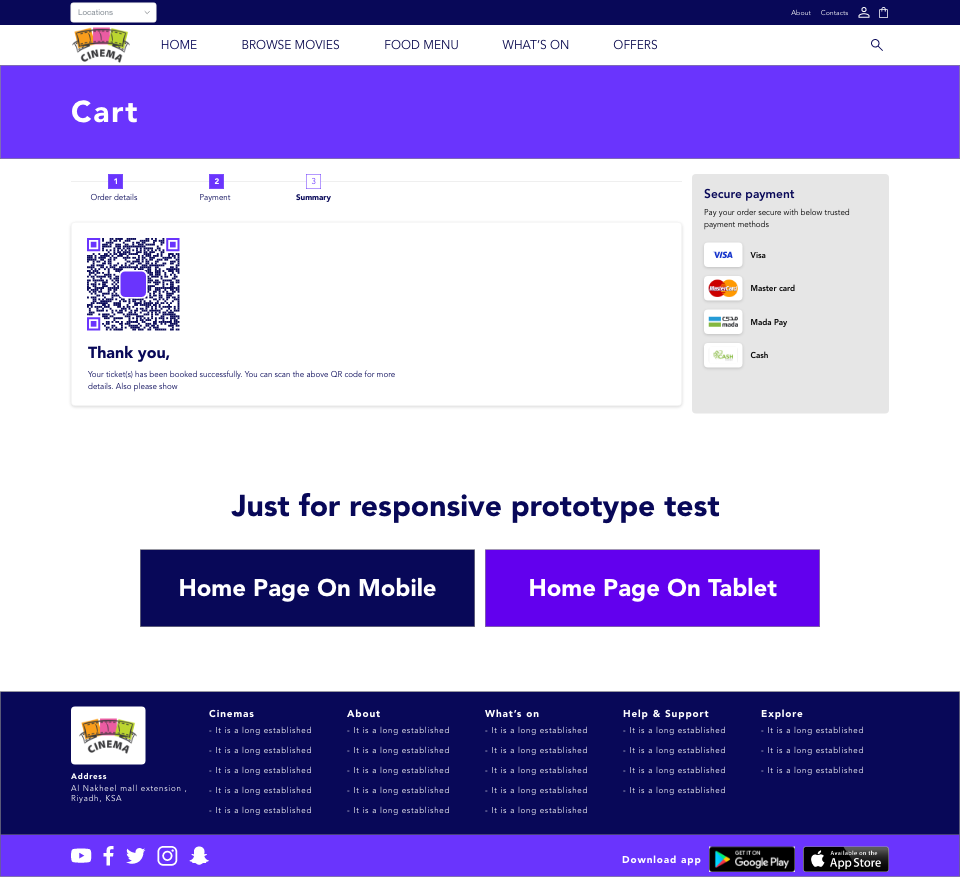 Locations
About Contacts
CINEMA
HOME BROWSE MOVIES FOOD MENU WHAT'S ON OFFERS
Cart
1 2 3
Order details Payment Summary
Thank you,
Your ticket(s) has been booked successfully. You can scan the above QR code for more
details. Also please show
Secure payment
Pay your order secure with below trusted
payment methods
VISA Visa
MasterCard Master card
مدى mada Mada Pay
CASH Cash
Just for responsive prototype test
Home Page On Mobile Home Page On Tablet
CINEMA
Address
Al Nakheel mall extension ,
Riyadh, KSA
Cinemas
- It is a long established
- It is a long established
- It is a long established
- It is a long established
- It is a long established
About
- It is a long established
- It is a long established
- It is a long established
- It is a long established
- It is a long established
What's on
- It is a long established
- It is a long established
- It is a long established
- It is a long established
- It is a long established
Help & Support
- It is a long established
- It is a long established
- It is a long established
- It is a long established
Explore
- It is a long established
- It is a long established
- It is a long established
Download app
GET IT ON
Google Play
Available on the
App Store